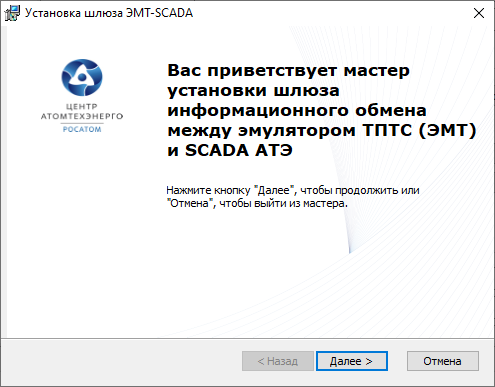 Установка шлюза ЭМТ-SCADA
ЦЕНТР
АТОМТЕХЭНЕРГО
РОСАТОМ
Вас приветствует мастер
установки шлюза
информационного обмена
между эмулятором ТПТС (ЭМТ)
и SCADA АТЭ
Нажмите кнопку "Далее", чтобы продолжить или
"Отмена", чтобы выйти из мастера.
< Назад
Далее >
Отмена